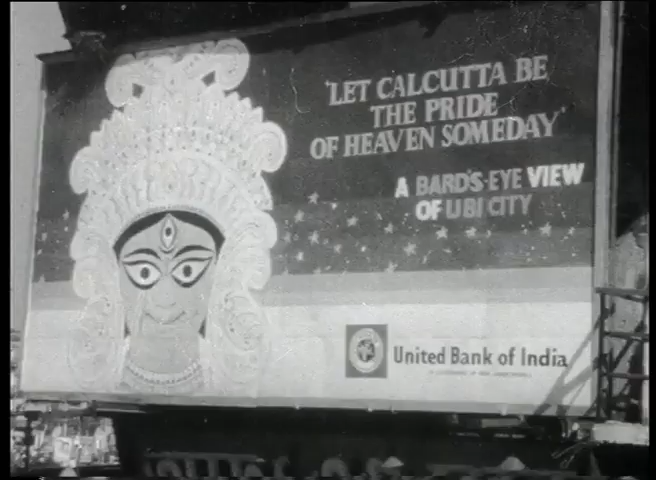 'LET CALCUTTA BE
THE PRIDE
OF HEAVEN SOMEDAY'
A BARD'S-EYE VIEW
OF UBI CITY
United Bank of India